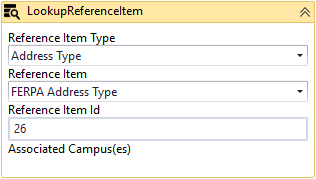 LookupReferenceItem
Reference Item Type
Address Type
Reference Item
FERPA Address Type
Reference Item Id
26
Associated Campus(es)